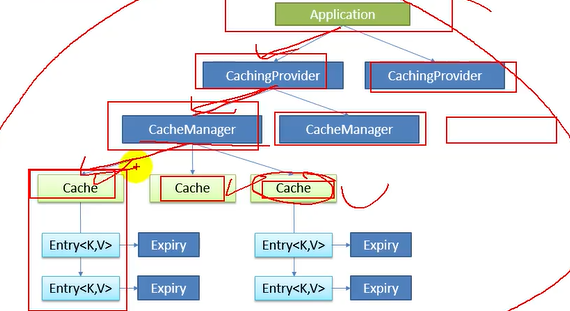 Application
CachingProvider
CachingProvider
CacheManager
CacheManager
Cache
Cache
Cache
Entry<K,V>
Expiry
Entry<K,V>
Expiry
Entry<K,V>
Expiry
Entry<K,V>
Expiry